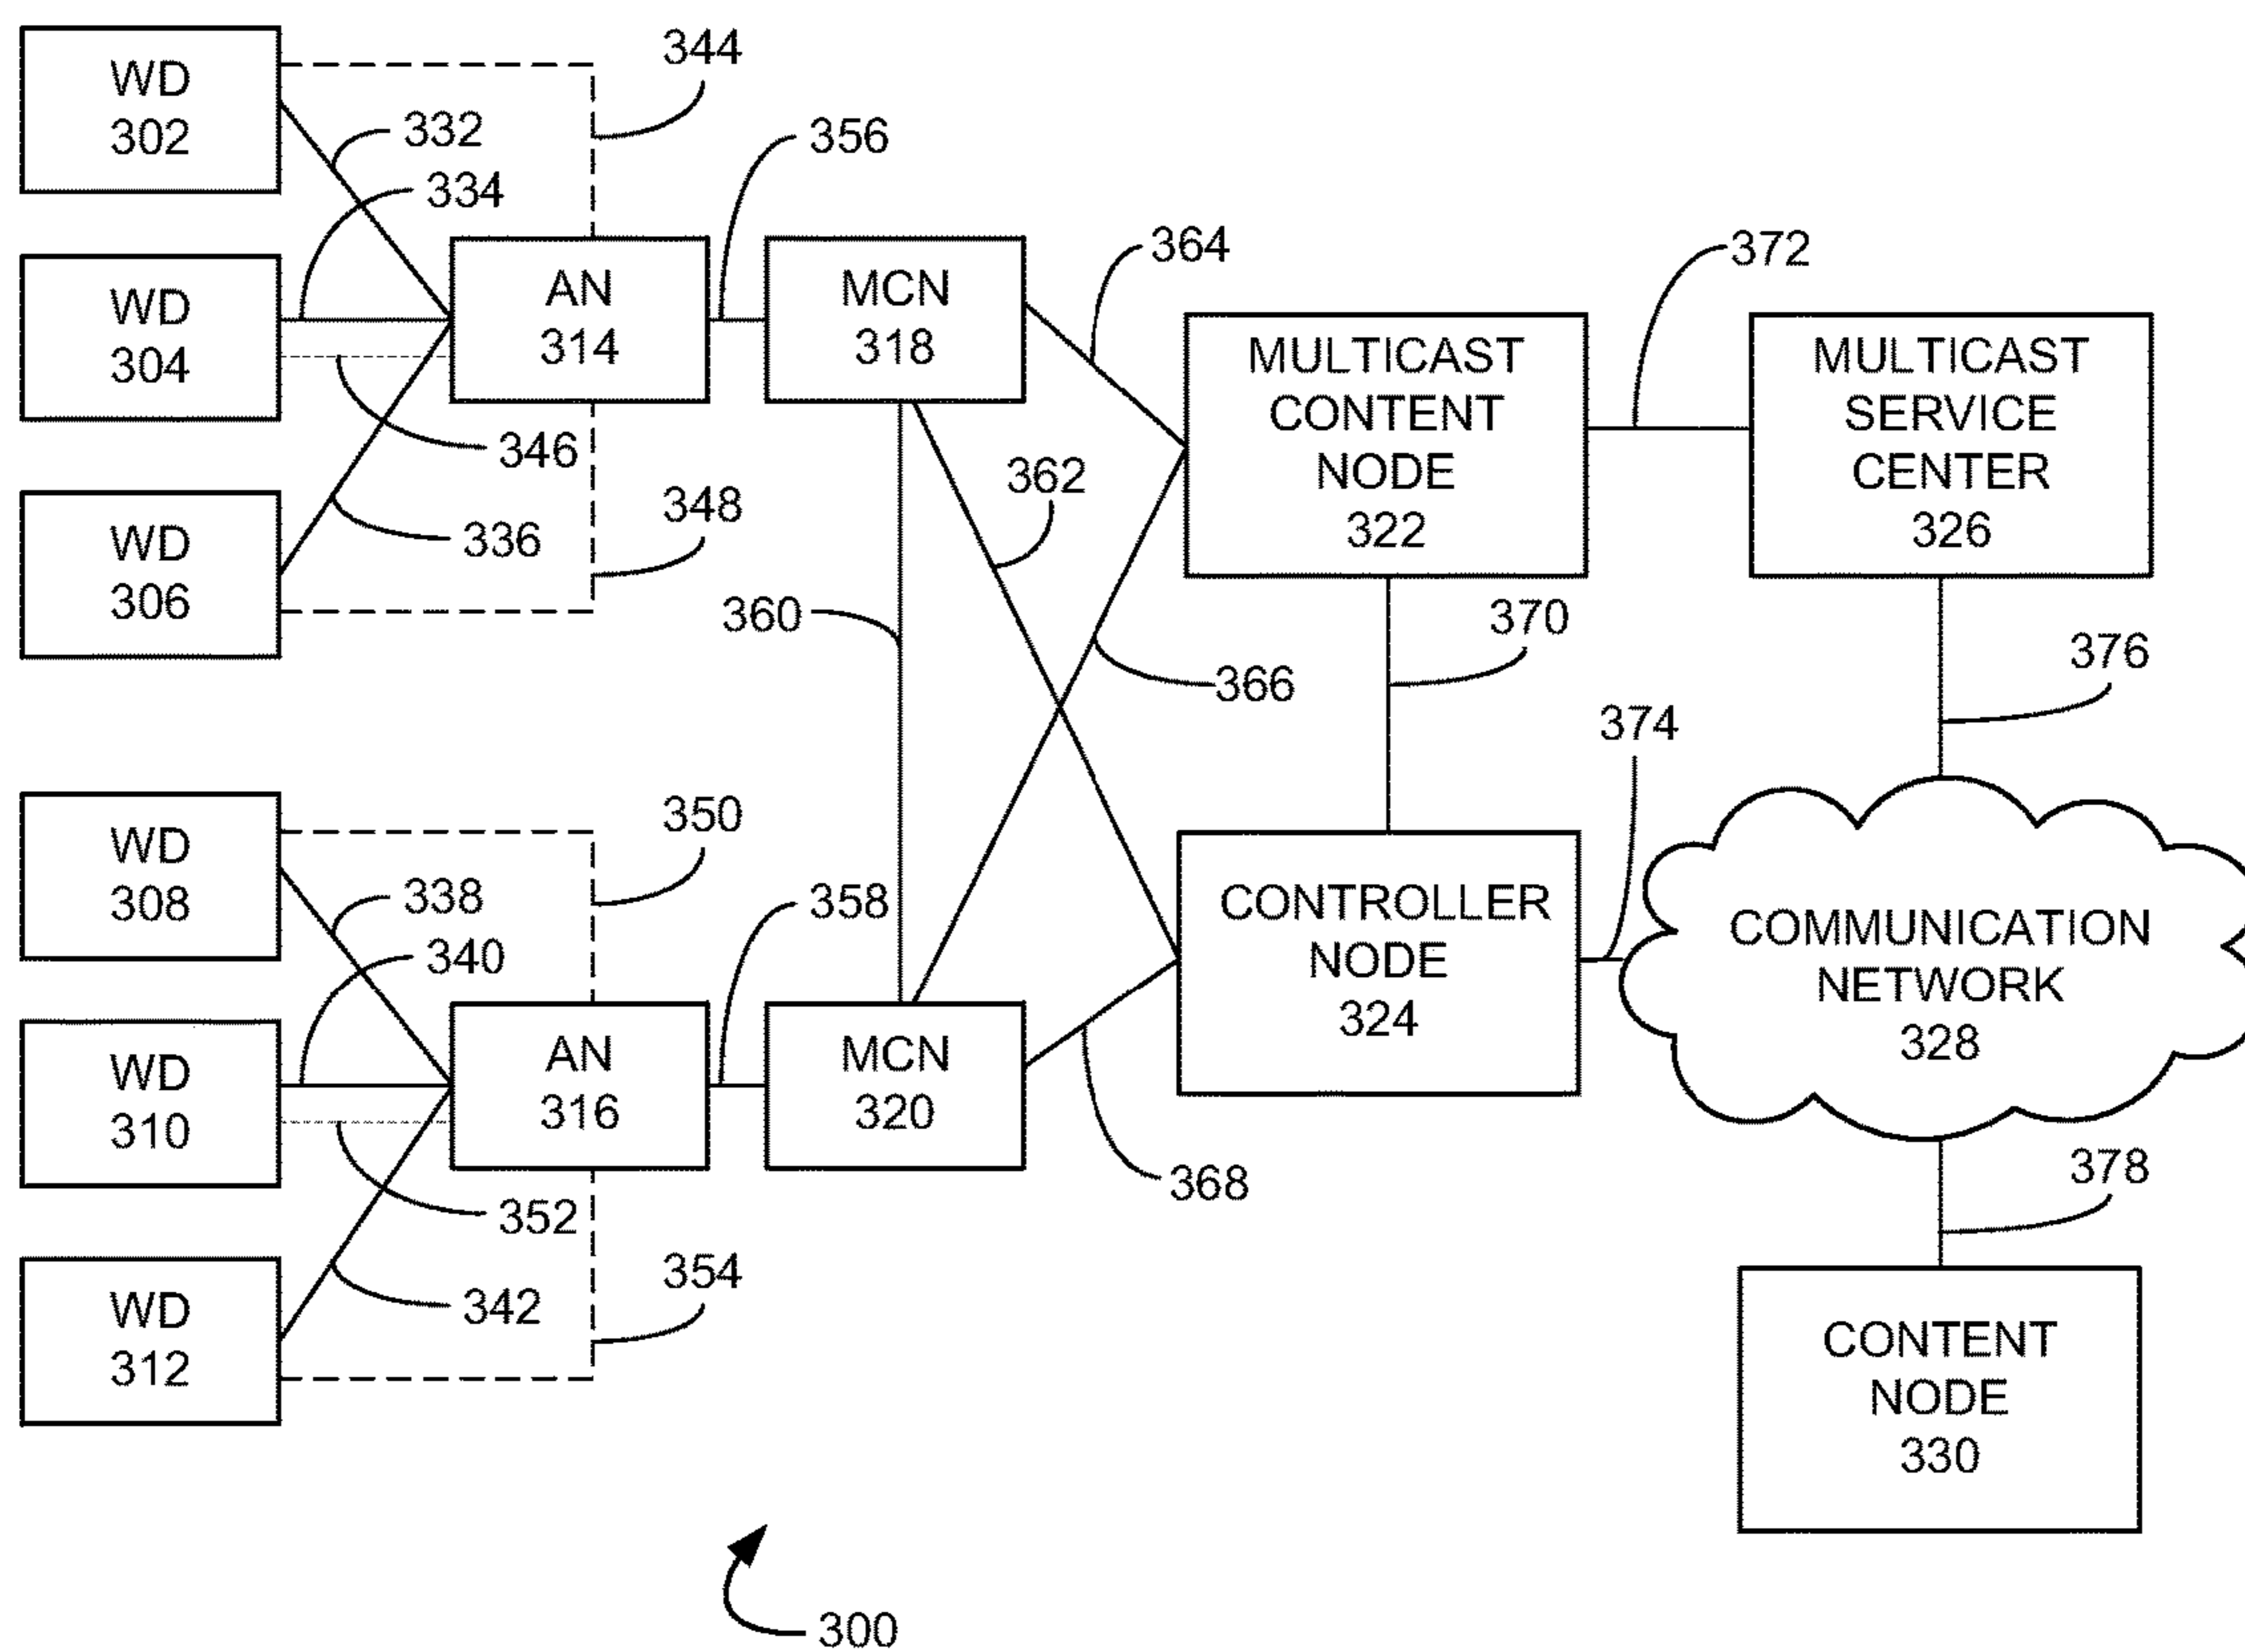 WD
302
WD
304
WD
306
WD
308
WD
310
WD
312
332
334
346
336
344
348
338
340
352
342
350
354
AN
314
AN
316
356
358
MCN
318
MCN
320
360
362
364
366
368
MULTICAST
CONTENT
NODE
322
370
CONTROLLER
NODE
324
372
374
MULTICAST
SERVICE
CENTER
326
376
COMMUNICATION
NETWORK
328
378
CONTENT
NODE
330
300